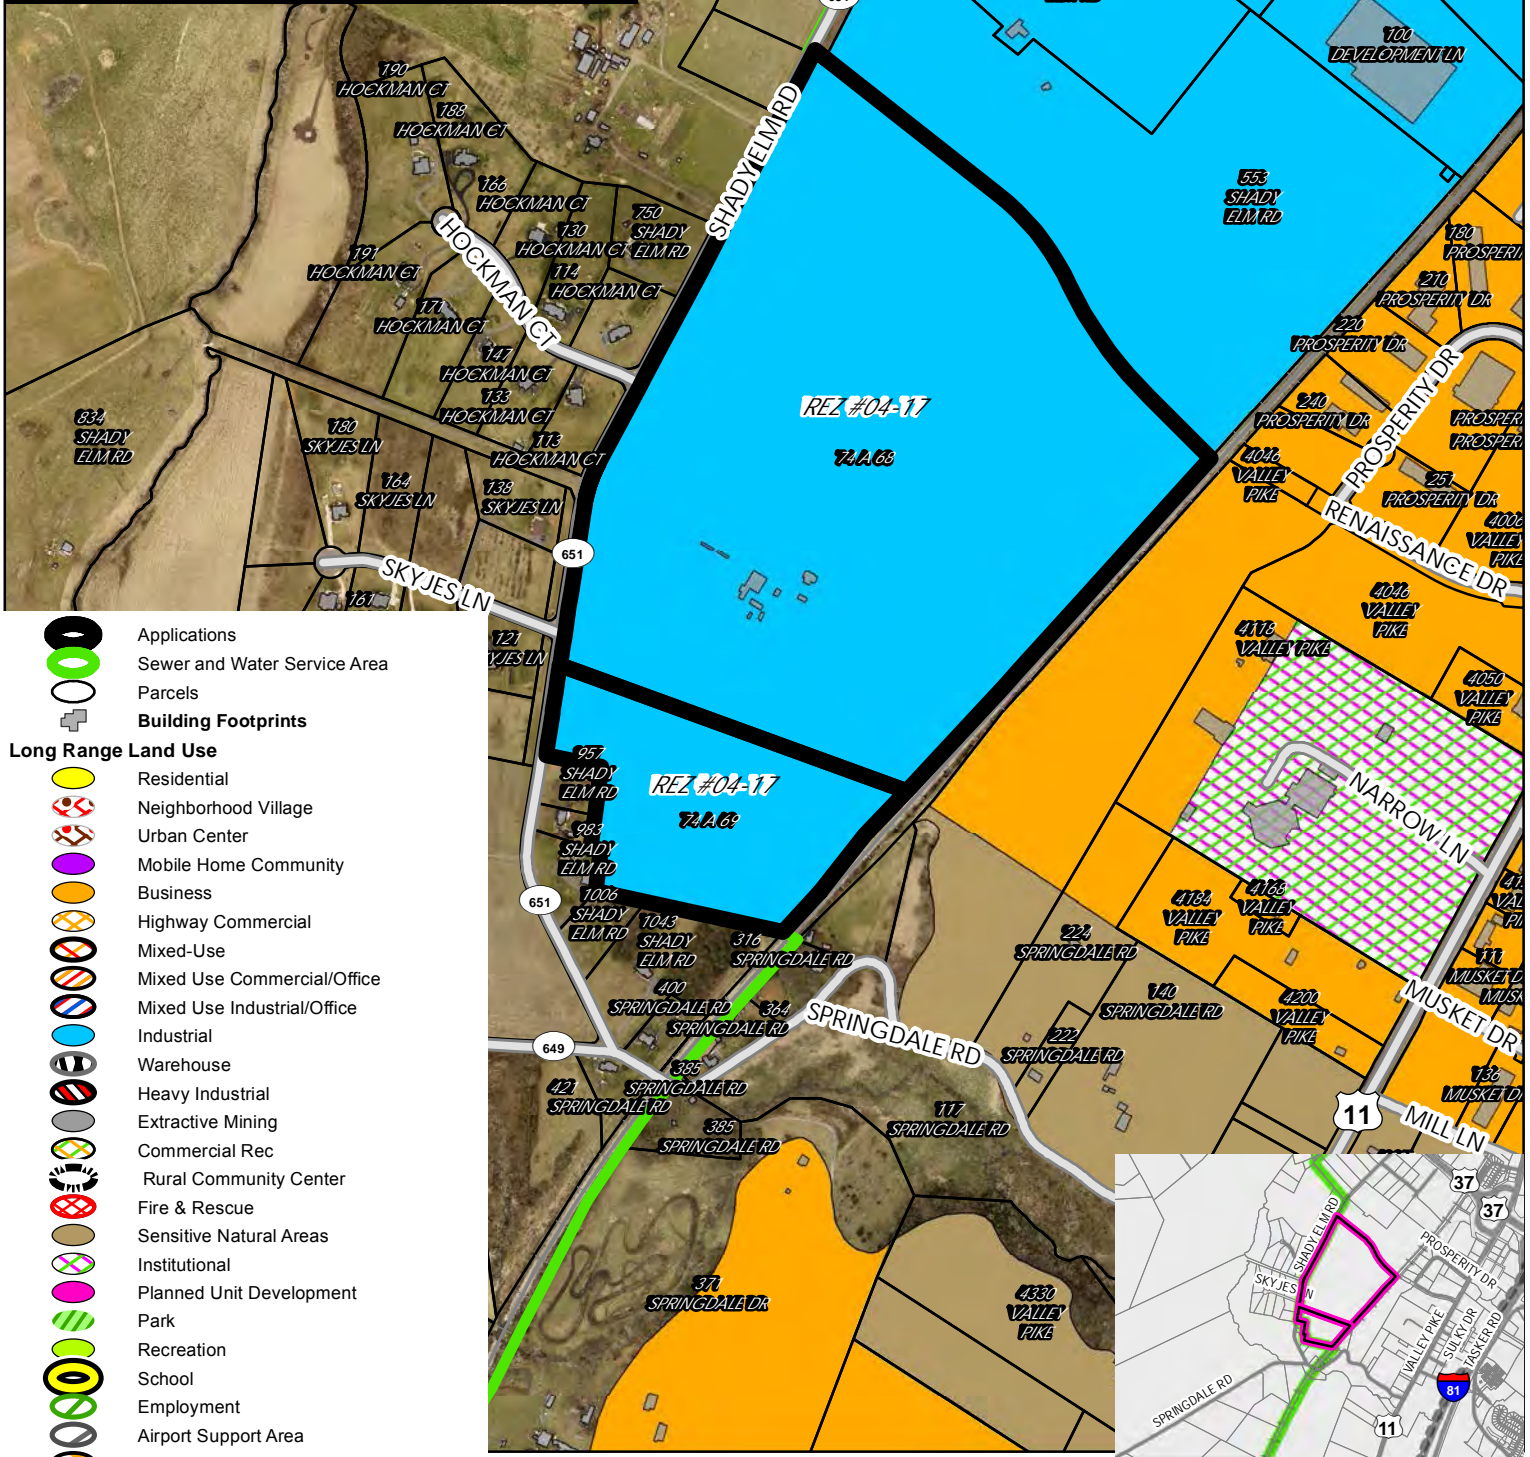 100
DEVELOPMENT LN
190
HOCKMAN CT
188
HOCKMAN CT
SHADY ELM RD
166
HOCKMAN CT
553
SHADY
ELM RD
750
SHADY
ELM RD
130
HOCKMAN CT
HOCKMAN CT
180
191
HOCKMAN CT
114
HOCKMAN CT
210
PROSPERITY DR
171
HOCKMAN CT
220
PROSPERITY DR
147
HOCKMAN CT
PROSPERITY DR
133
HOCKMAN CT
REZ #04-17
240
PROSPERITY DR
834
SHADY
ELM RD
180
SKYJES LN
113
HOCKMAN CT
74 A 68
4046
VALLEY
PIKE
251
PROSPERITY DR
164
SKYJES LN
138
SKYJES LN
RENAISSANCE DR
4006
VALLEY
PIKE
651
SKYJES LN
161
4046
VALLEY
PIKE
4118
VALLEY PIKE
121
4050
VALLEY
PIKE
Applications
Sewer and Water Service Area
Parcels
Building Footprints
Long Range Land Use
Residential
Neighborhood Village
Urban Center
Mobile Home Community
Business
Highway Commercial
Mixed-Use
Mixed Use Commercial/Office
Mixed Use Industrial/Office
Industrial
Warehouse
Heavy Industrial
Extractive Mining
Commercial Rec
Rural Community Center
Fire & Rescue
Sensitive Natural Areas
Institutional
Planned Unit Development
Park
Recreation
School
Employment
Airport Support Area
957
SHADY
ELM RD
REZ #04-17
74 A 69
983
SHADY
ELM RD
NARROW LN
651
1006
SHADY
ELM RD
1043
SHADY
ELM RD
316
SPRINGDALE RD
4184
VALLEY
PIKE
4168
VALLEY
PIKE
224
SPRINGDALE RD
400
SPRINGDALE RD
364
SPRINGDALE RD
SPRINGDALE RD
140
SPRINGDALE RD
4200
VALLEY
PIKE
111
MUSKET DR
649
222
SPRINGDALE RD
385
SPRINGDALE RD
421
SPRINGDALE RD
136
117
SPRINGDALE RD
11
MILL LN
385
SPRINGDALE RD
371
SPRINGDALE DR
4330
VALLEY
PIKE
37
37
SHADY ELM RD
PROSPERITY DR
SKYJES LN
VALLEY PIKE
SULKY DR
TASKER RD
81
SPRINGDALE RD
11